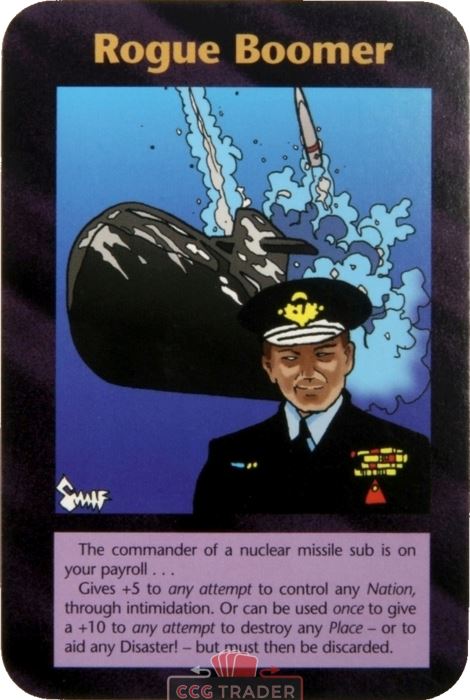 Rogue Boomer
SMIF
The commander of a nuclear missile sub is on
your payroll . . .
Gives +5 to any attempt to control any Nation,
through intimidation. Or can be used once to give
a +10 to any attempt to destroy any Place – or to
aid any Disaster! – but must then be discarded.
CCG TRADER